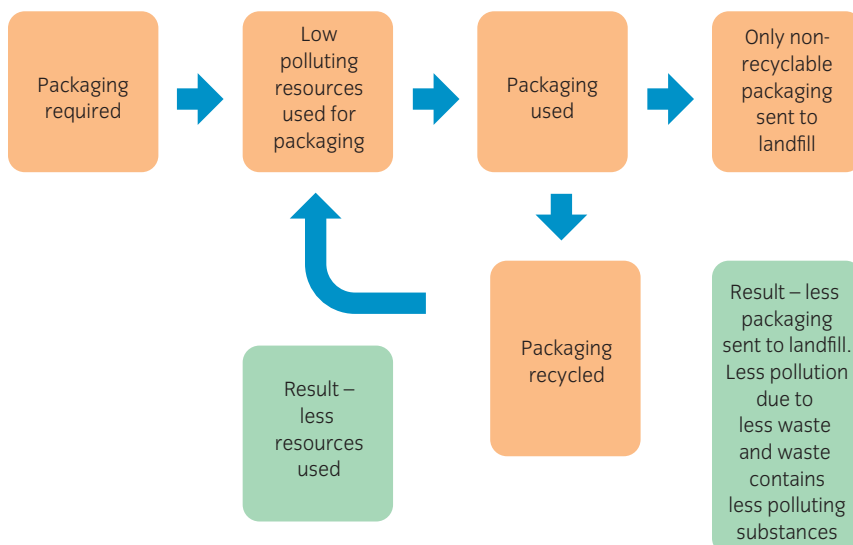 Packaging
required
Low
polluting
resources
used for
packaging
Packaging
used
Only non-
recyclable
packaging
sent to
landfill
Packaging
recycled
Result –
less
resources
used
Result – less
packaging
sent to landfill.
Less pollution
due to
less waste
and waste
contains
less polluting
substances